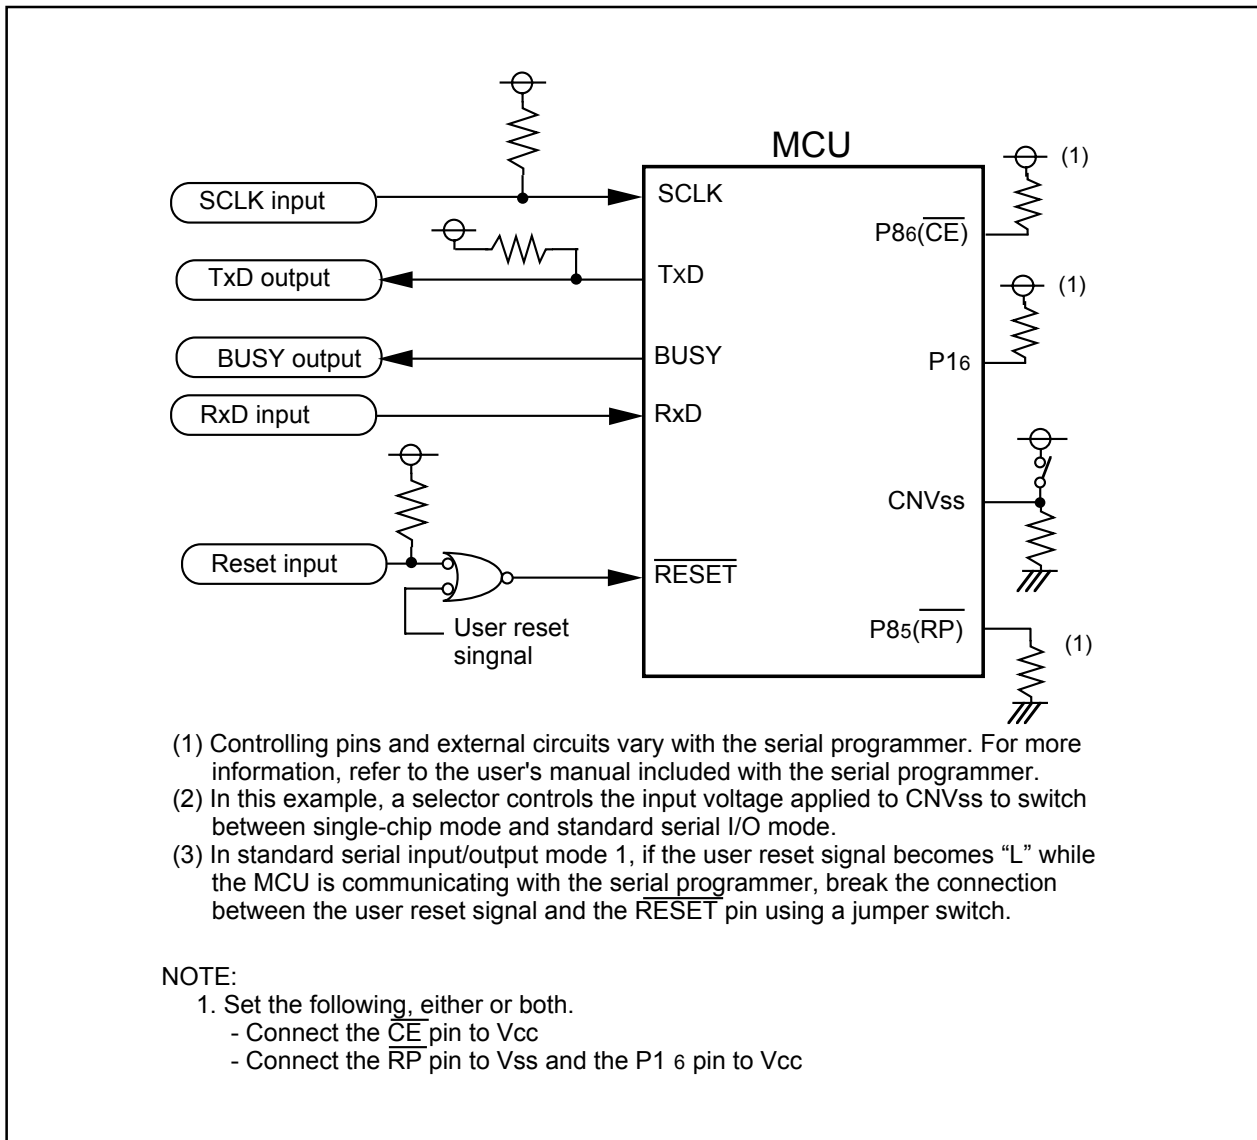 MCU
SCLK input
SCLK
(1)
P86(CE)
TxD output
TxD
(1)
BUSY output
BUSY
P16
RxD input
RxD
CNVss
Reset input
RESET
User reset
singnal
P85(RP)
(1)
(1) Controlling pins and external circuits vary with the serial programmer. For more
information, refer to the user's manual included with the serial programmer.
(2) In this example, a selector controls the input voltage applied to CNVss to switch
between single-chip mode and standard serial I/O mode.
(3) In standard serial input/output mode 1, if the user reset signal becomes “L” while
the MCU is communicating with the serial programmer, break the connection
between the user reset signal and the RESET pin using a jumper switch.
NOTE:
1. Set the following, either or both.
- Connect the CE pin to Vcc
- Connect the RP pin to Vss and the P1 6 pin to Vcc